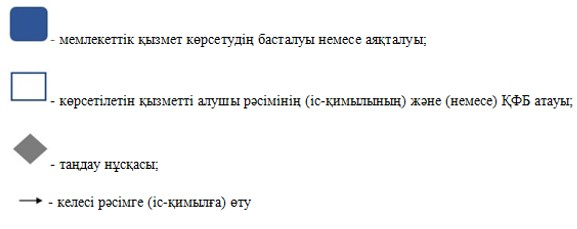 - мемлекеттік қызмет көрсетудің басталуы немесе аяқталуы;
- көрсетілетін қызметті алушы рәсімінің (іс-қимылының) және (немесе) ҚФБ атауы;
- таңдау нұсқасы;
- келесі рәсімге (іс-қимылға) өту